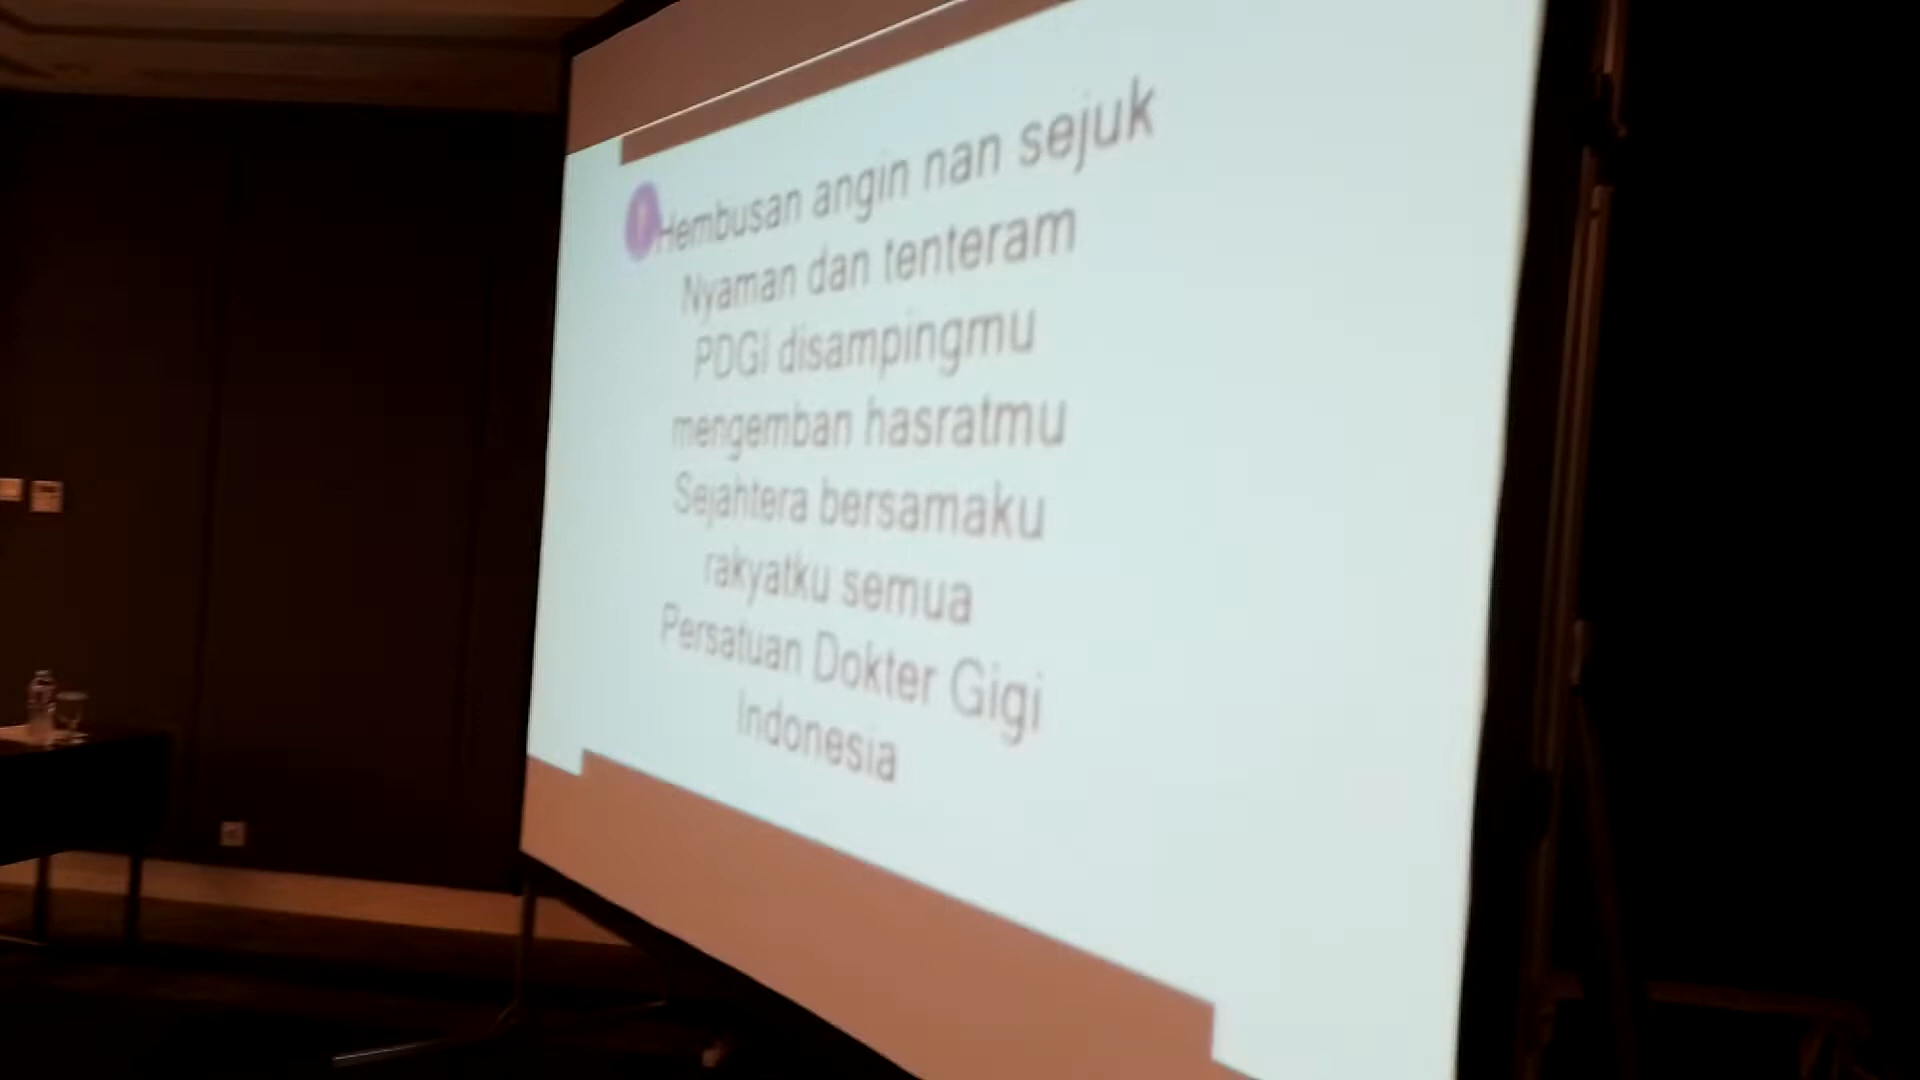 Hembusan angin nan sejuk
Nyaman dan tenteram
PDGI disampingmu
mengemban hasratmu
Sejahtera bersamaku
rakyatku semua
Persatuan Dokter Gigi
Indonesia